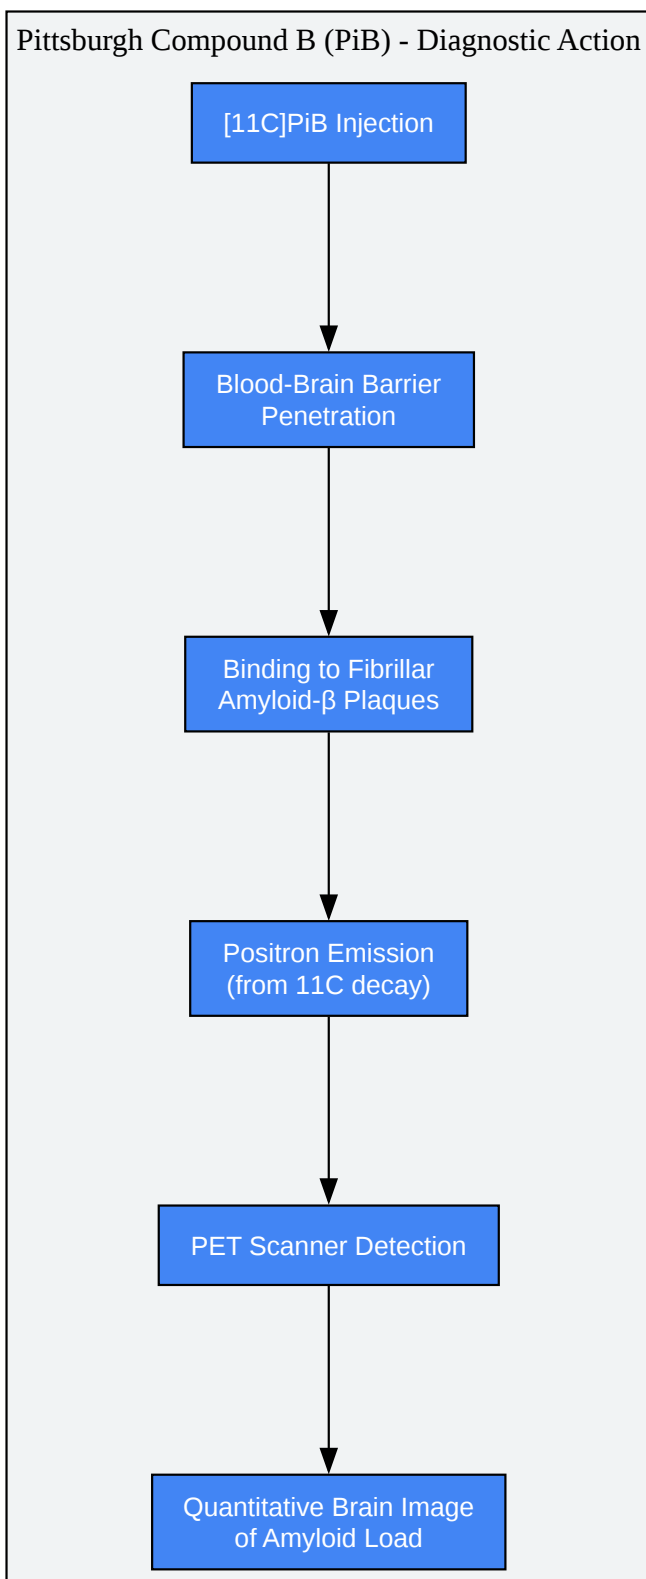 Pittsburgh Compound B (PiB) - Diagnostic Action
[11C]PiB Injection
Blood-Brain Barrier
Penetration
Binding to Fibrillar
Amyloid-β Plaques
Positron Emission
(from 11C decay)
PET Scanner Detection
Quantitative Brain Image
of Amyloid Load